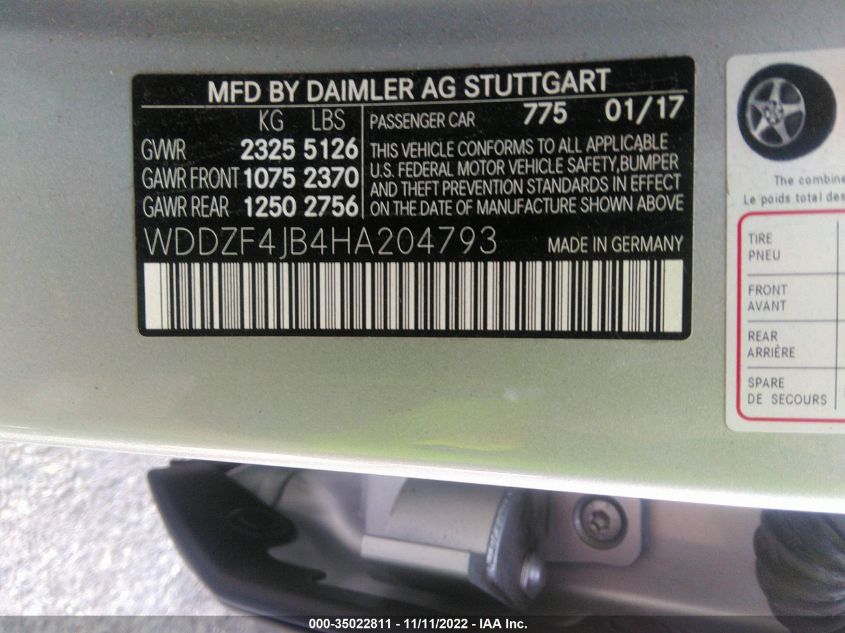 MFD BY DAIMLER AG STUTTGART
KG LBS
GVWR 2325 5126
GAWR FRONT 1075 2370
GAWR REAR 1250 2756
PASSENGER CAR 775 01/17
THIS VEHICLE CONFORMS TO ALL APPLICABLE
U.S. FEDERAL MOTOR VEHICLE SAFETY, BUMPER
AND THEFT PREVENTION STANDARDS IN EFFECT
ON THE DATE OF MANUFACTURE SHOWN ABOVE
WDDZF4JB4HA204793 MADE IN GERMANY
The combine
Le poids total des
TIRE
PNEU
FRONT
AVANT
REAR
ARRIÈRE
SPARE
DE SECOURS
000-35022811 - 11/11/2022 - IAA Inc.